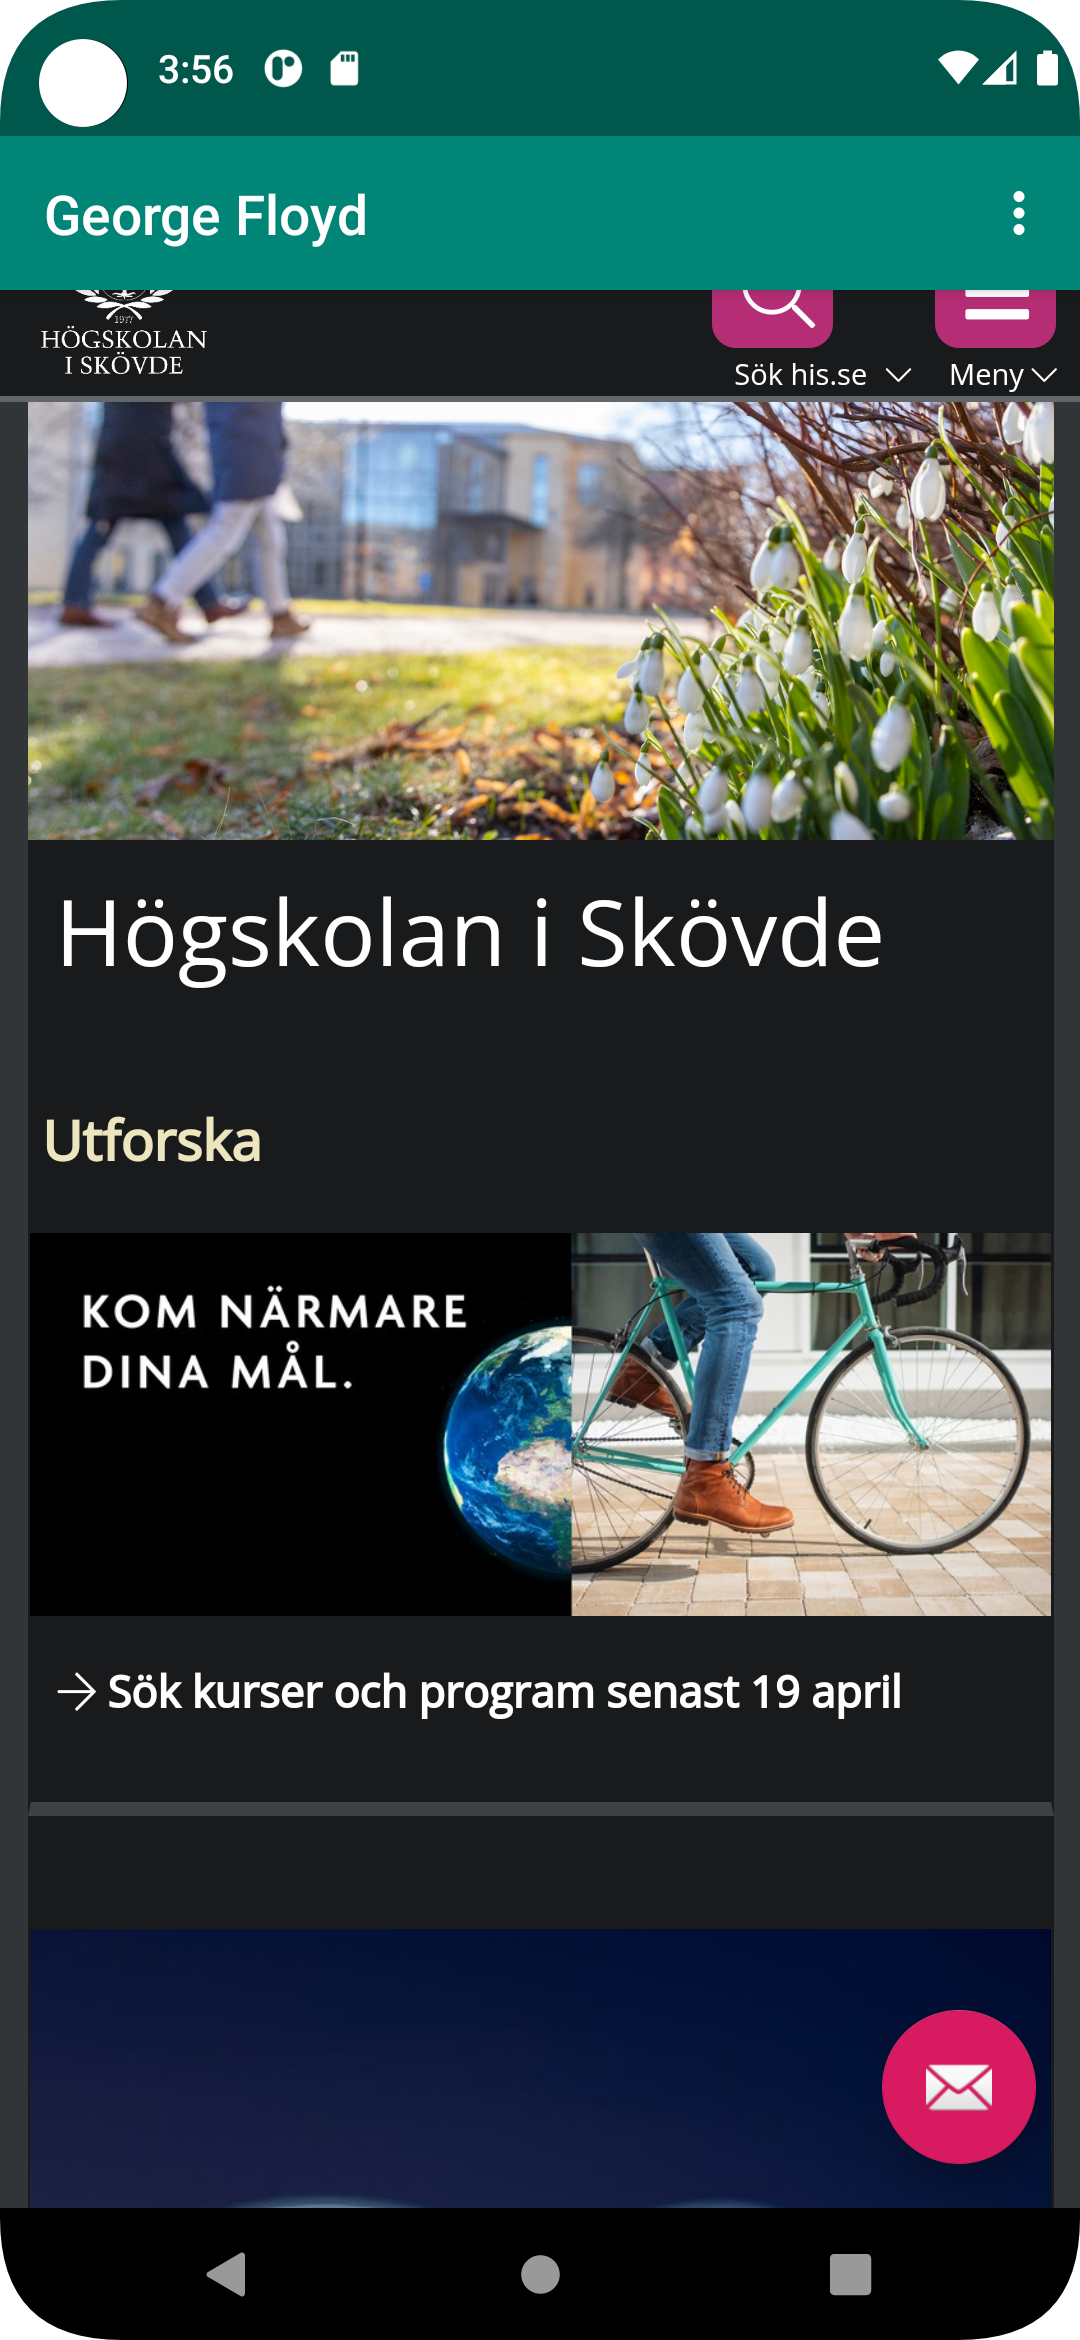 3:56
George Floyd
1977
HÖGSKOLAN
I SKÖVDE
Sök his.se
Meny
Högskolan i Skövde
Utforska
KOM NÄRMARE
DINA MÅL.
Sök kurser och program senast 19 april